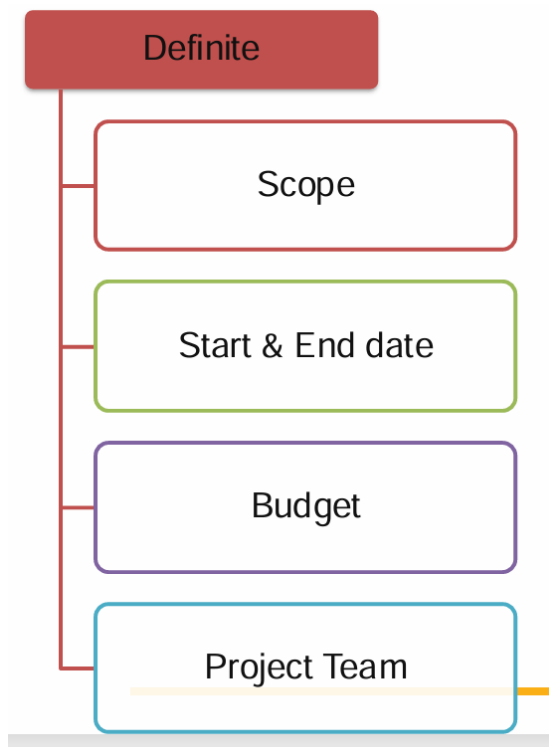 Definite
Scope
Start & End date
Budget
Project Team